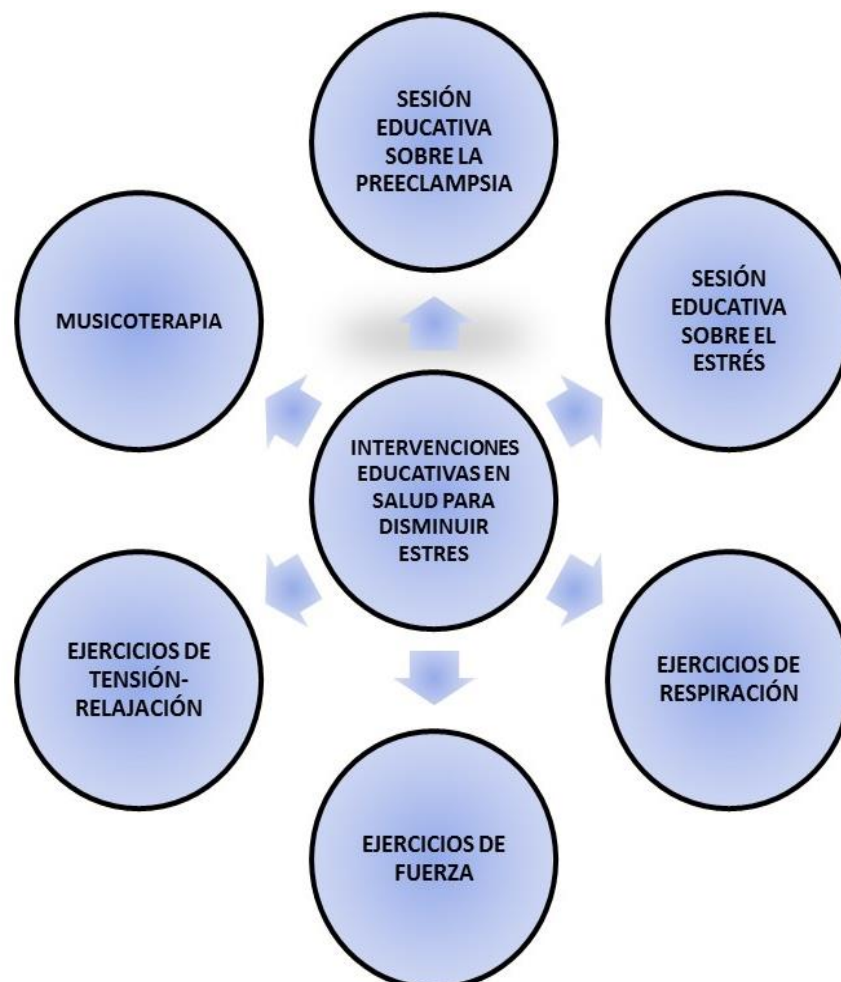 SESIÓN
EDUCATIVA
SOBRE LA
PREECLAMPSIA
MUSICOTERAPIA
SESIÓN
EDUCATIVA
SOBRE EL
ESTRÉS
INTERVENCIONES
EDUCATIVAS EN
SALUD PARA
DISMINUIR
ESTRES
EJERCICIOS DE
TENSIÓN-
RELAJACIÓN
EJERCICIOS DE
RESPIRACIÓN
EJERCICIOS DE
FUERZA